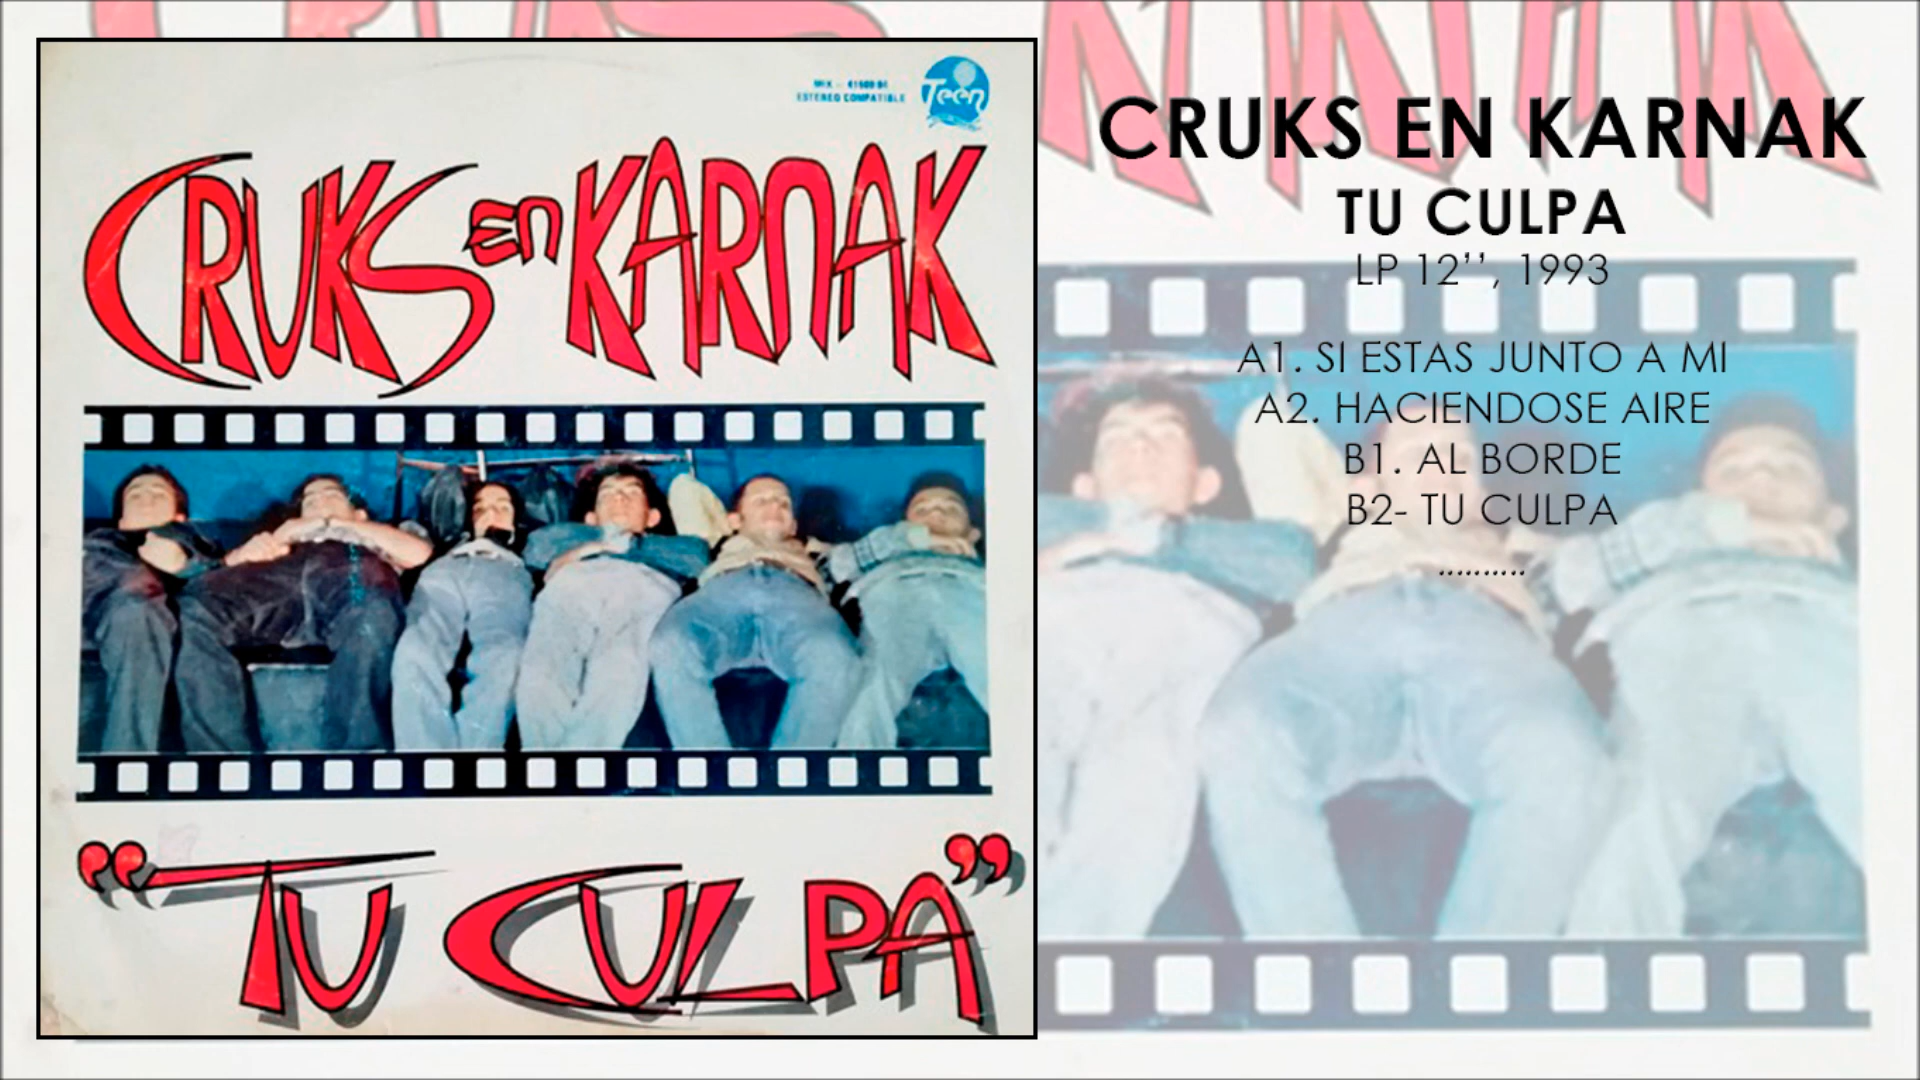 ESTEREO COMPATIBLE
Teen
CRUKS en KARNAK
"TU CULPA"
CRUKS EN KARNAK
TU CULPA
LP 12’’, 1993
A1. SI ESTAS JUNTO A MI
A2. HACIENDOSE AIRE
B1. AL BORDE
B2- TU CULPA
..........